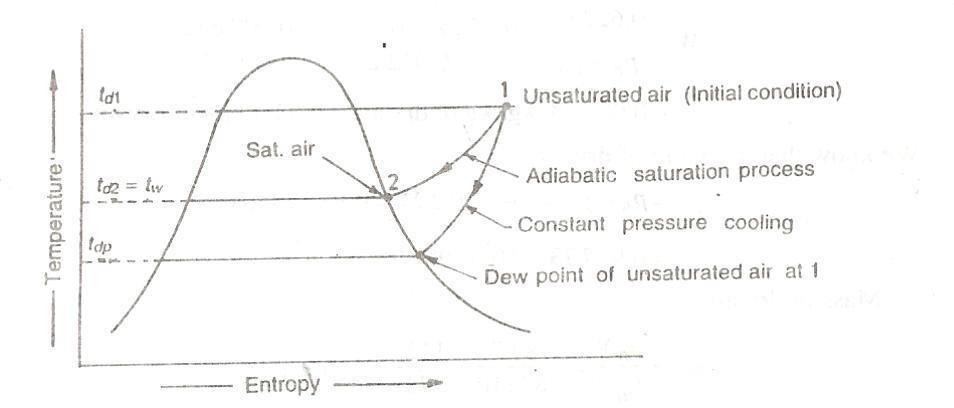 t_d1
1 Unsaturated air (Initial condition)
Sat. air
2
Adiabatic saturation process
t_d2 = t_w
Constant pressure cooling
t_dp
Dew point of unsaturated air at 1
Temperature
Entropy